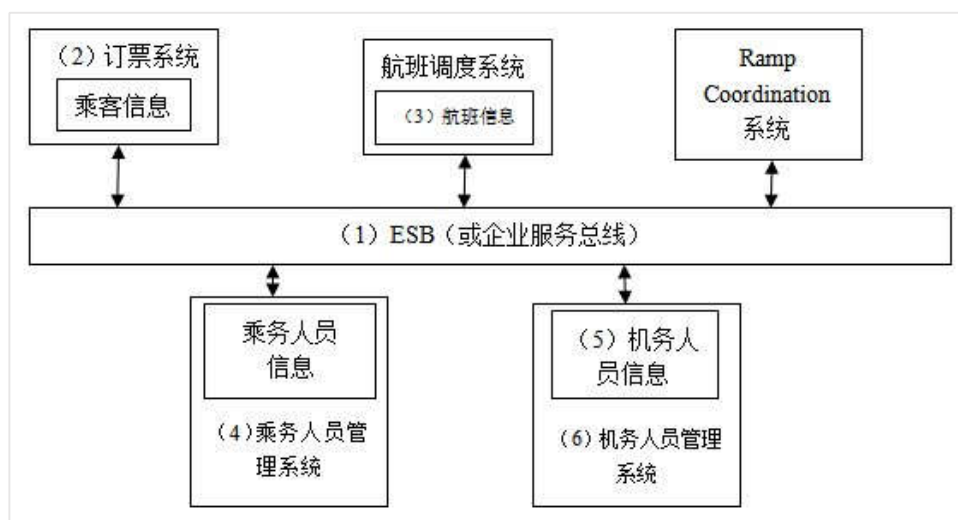 （2）订票系统
乘客信息
航班调度系统
（3）航班信息
Ramp
Coordination
系统
（1）ESB（或企业服务总线）
乘务人员
信息
（4）乘务人员管
理系统
（5）机务人
员信息
（6）机务人员管理
系统